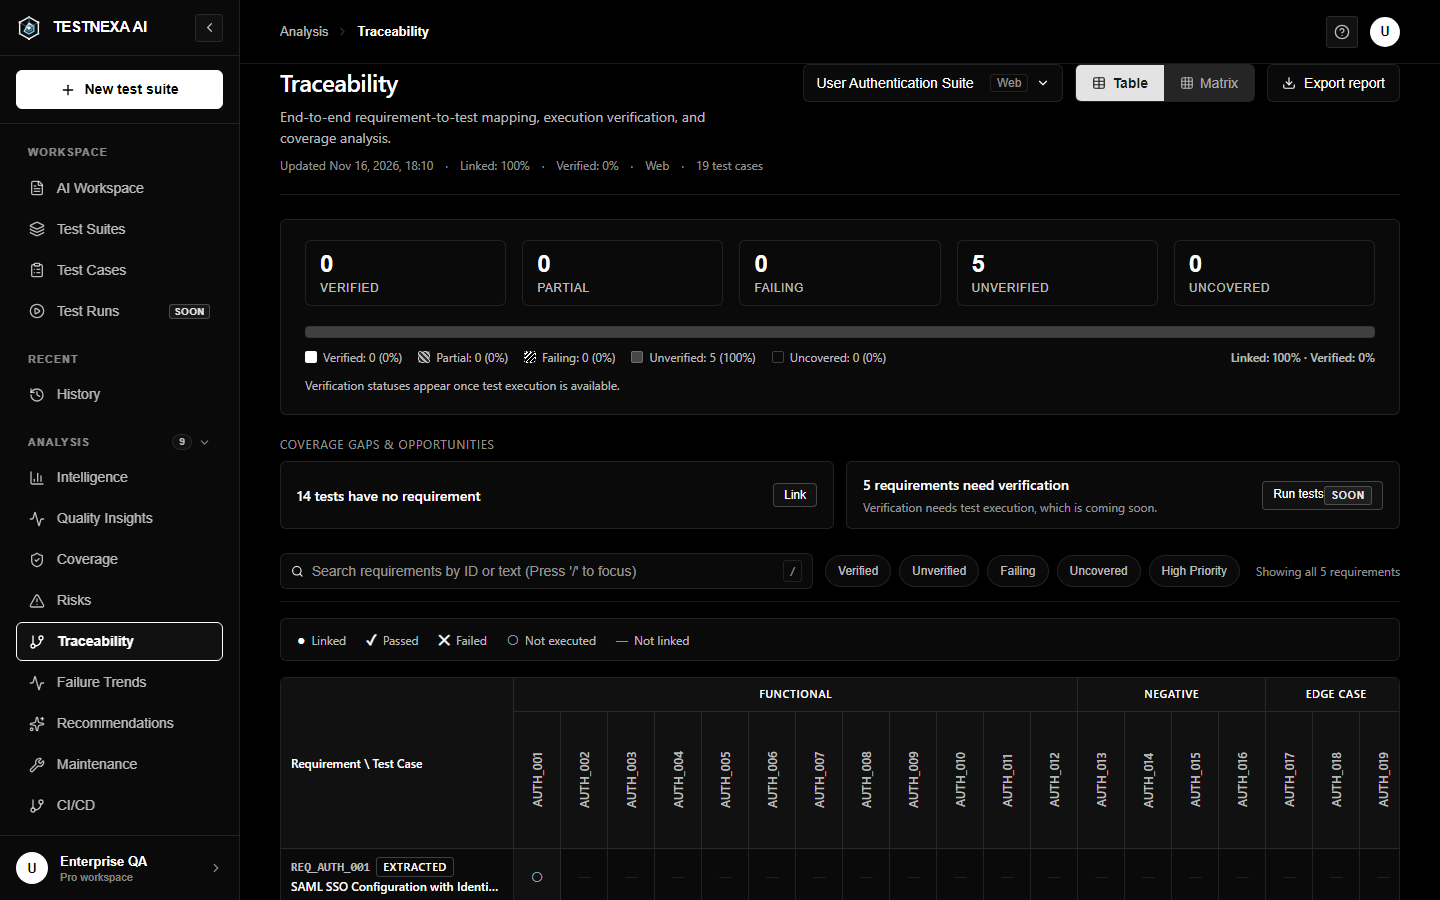 TESTNEXA AI
New test suite
WORKSPACE
AI Workspace
Test Suites
Test Cases
Test Runs SOON
RECENT
History
ANALYSIS 9
Intelligence
Quality Insights
Coverage
Risks
Traceability
Failure Trends
Recommendations
Maintenance
CI/CD
U
Enterprise QA
Pro workspace
Analysis Traceability
U
Traceability
End-to-end requirement-to-test mapping, execution verification, and
coverage analysis.
Updated Nov 16, 2026, 18:10 · Linked: 100% · Verified: 0% · Web · 19 test cases
User Authentication Suite Web
Table Matrix
Export report
0 VERIFIED
0 PARTIAL
0 FAILING
5 UNVERIFIED
0 UNCOVERED
Verified: 0 (0%) Partial: 0 (0%) Failing: 0 (0%) Unverified: 5 (100%) Uncovered: 0 (0%) Linked: 100% · Verified: 0%
Verification statuses appear once test execution is available.
COVERAGE GAPS & OPPORTUNITIES
14 tests have no requirement Link
5 requirements need verification
Verification needs test execution, which is coming soon.
Run tests SOON
Search requirements by ID or text (Press '/' to focus) /
Verified Unverified Failing Uncovered High Priority Showing all 5 requirements
● Linked ✓ Passed ✕ Failed ○ Not executed — Not linked
Requirement \ Test Case
FUNCTIONAL NEGATIVE EDGE CASE
AUTH_001
AUTH_002
AUTH_003
AUTH_004
AUTH_005
AUTH_006
AUTH_007
AUTH_008
AUTH_009
AUTH_010
AUTH_011
AUTH_012
AUTH_013
AUTH_014
AUTH_015
AUTH_016
AUTH_017
AUTH_018
AUTH_019
REQ_AUTH_001 EXTRACTED
SAML SSO Configuration with Identi...
○ — — — — — — — — — — — — — — — — — —